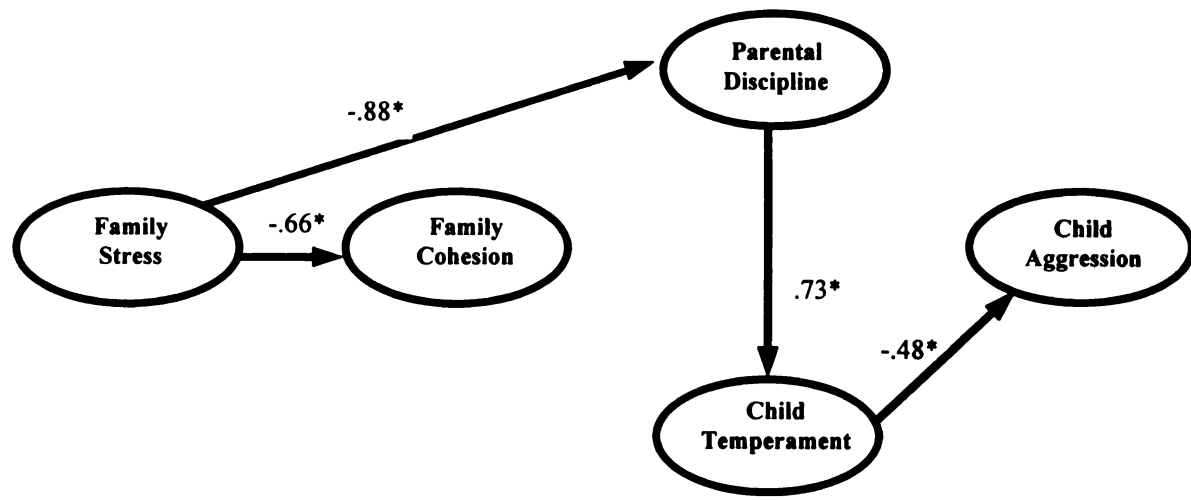 Parental
Discipline
-.88*
Family
Stress
-.66*
Family
Cohesion
Child
Aggression
.73*
-.48*
Child
Temperament